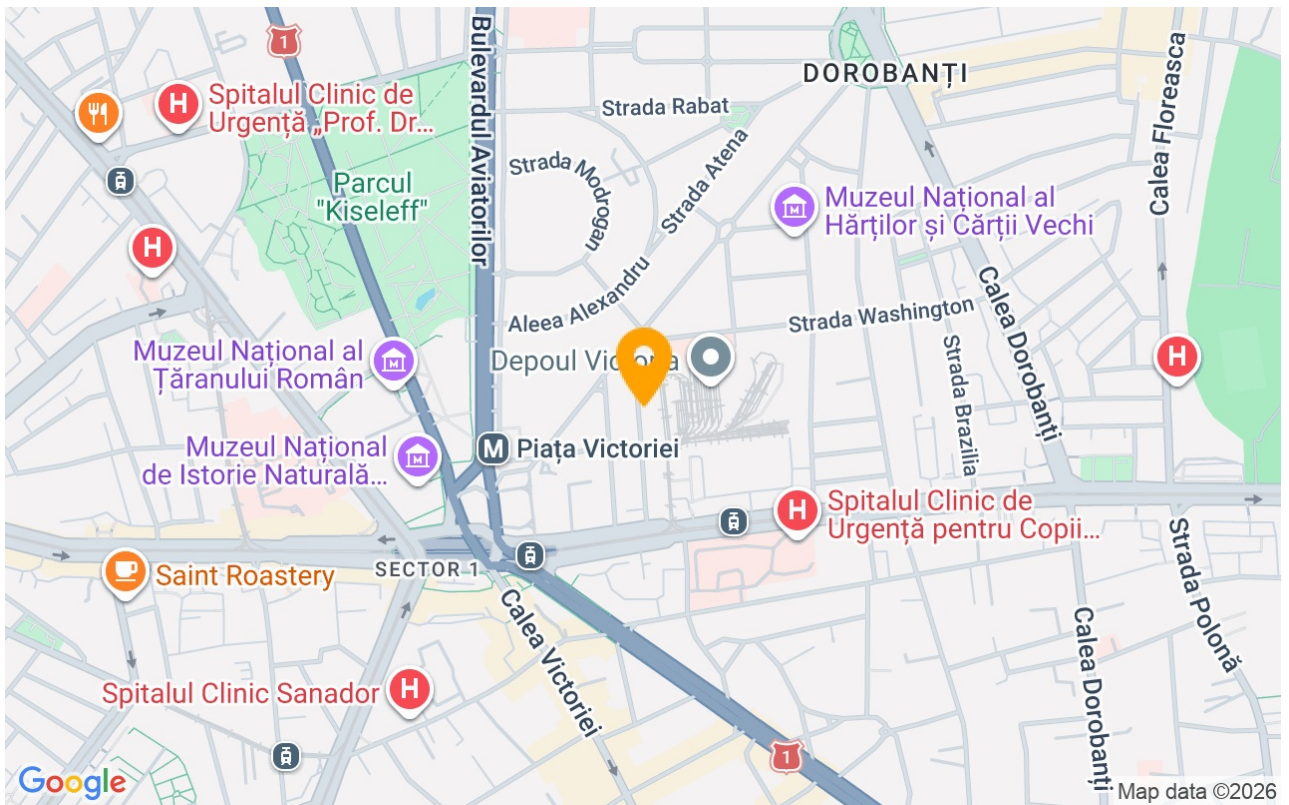 1
Bulevardul Aviatorilor
DOROBANȚI
Calea Floreasca
H
Spitalul Clinic de
Urgență „Prof. Dr...
Strada Rabat
Strada Modrogan
Strada Atena
Parcul
"Kiseleff"
M
Muzeul Național al
Hărților și Cărții Vechi
H
Calea Dorobanți
Aleea Alexandru
Strada Washington
Strada Brazilia
Muzeul Național al
Țăranului Român
M
Depoul Victoria
H
Muzeul Național
de Istorie Naturală...
M
M
Piața Victoriei
H
Spitalul Clinic de
Urgență pentru Copii...
Strada Polonă
Saint Roastery
SECTOR 1
Calea Victoriei
Calea Dorobanți
Spitalul Clinic Sanador
H
1
Google
Map data ©2026